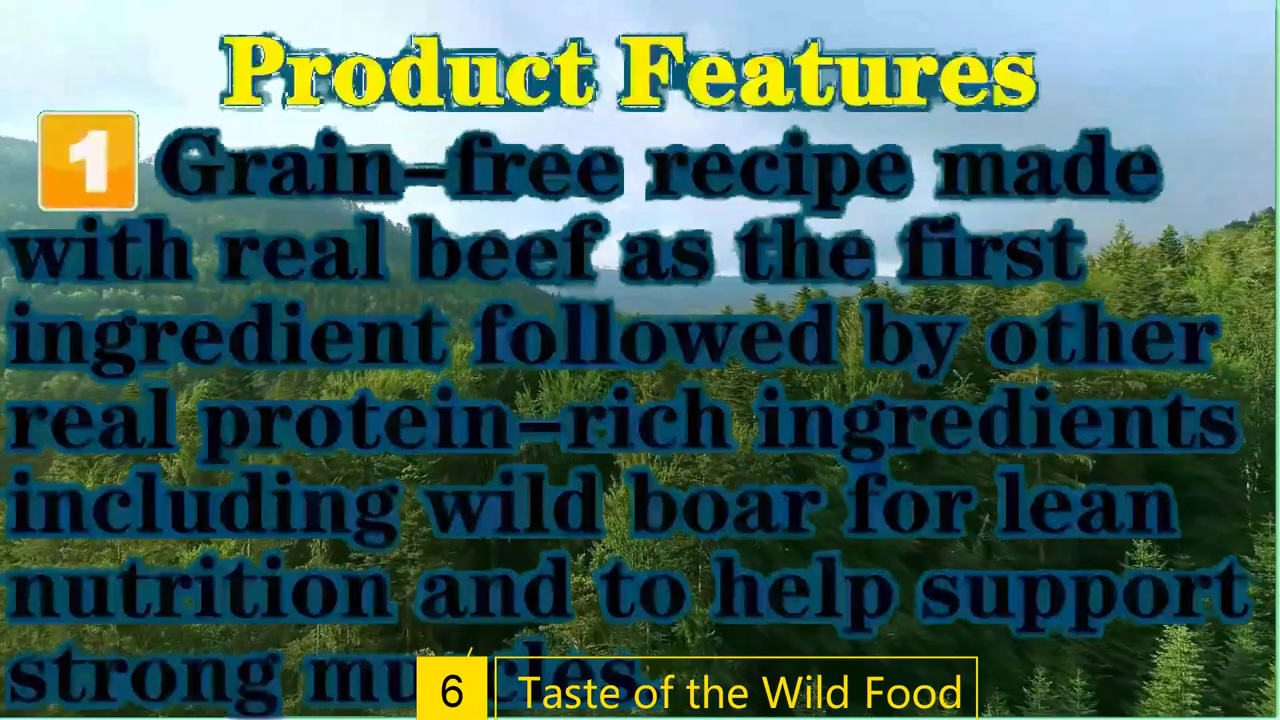 Product Features
1 Grain-free recipe made
with real beef as the first
ingredient followed by other
real protein-rich ingredients
including wild boar for lean
nutrition and to help support
strong muscles.
6 Taste of the Wild Food